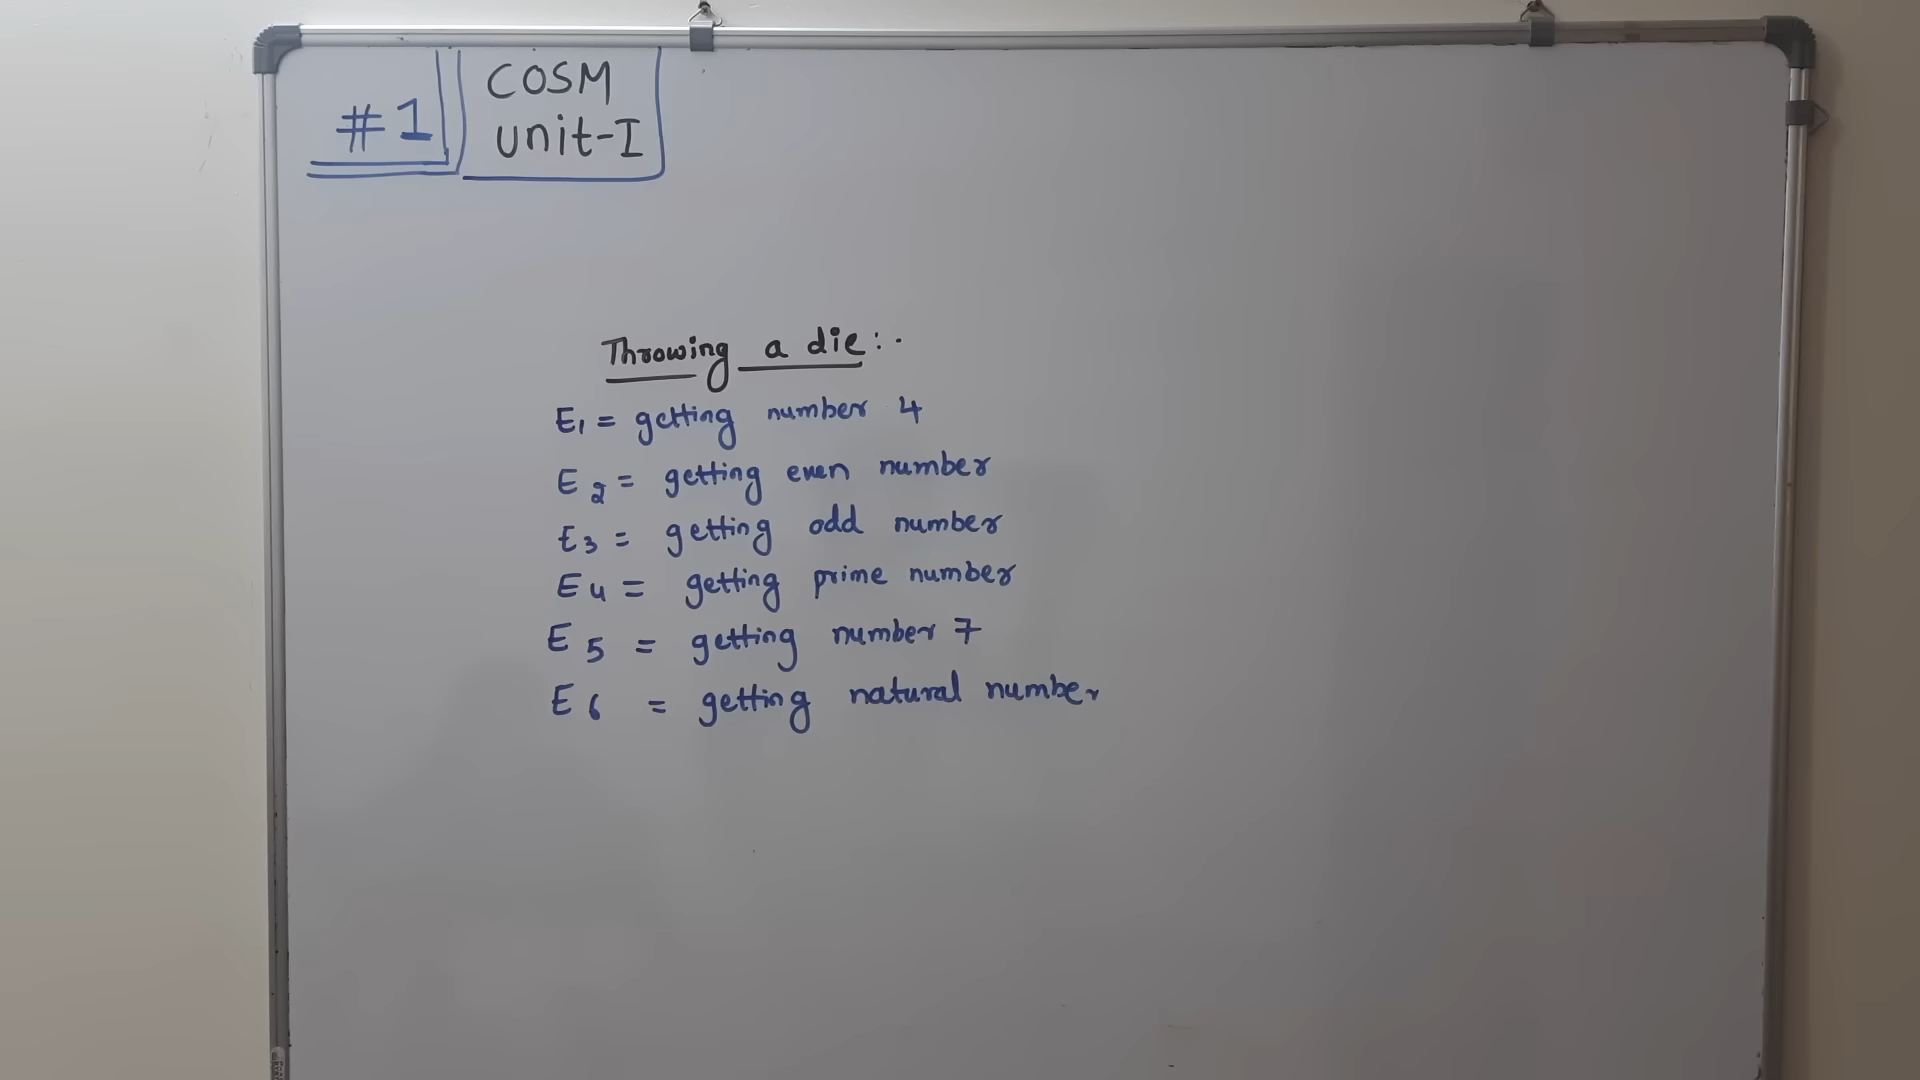 #1
COSM
unit-I
Throwing a die:-
E1 = getting number 4
E2 = getting even number
E3 = getting odd number
E4 = getting prime number
E5 = getting number 7
E6 = getting natural number